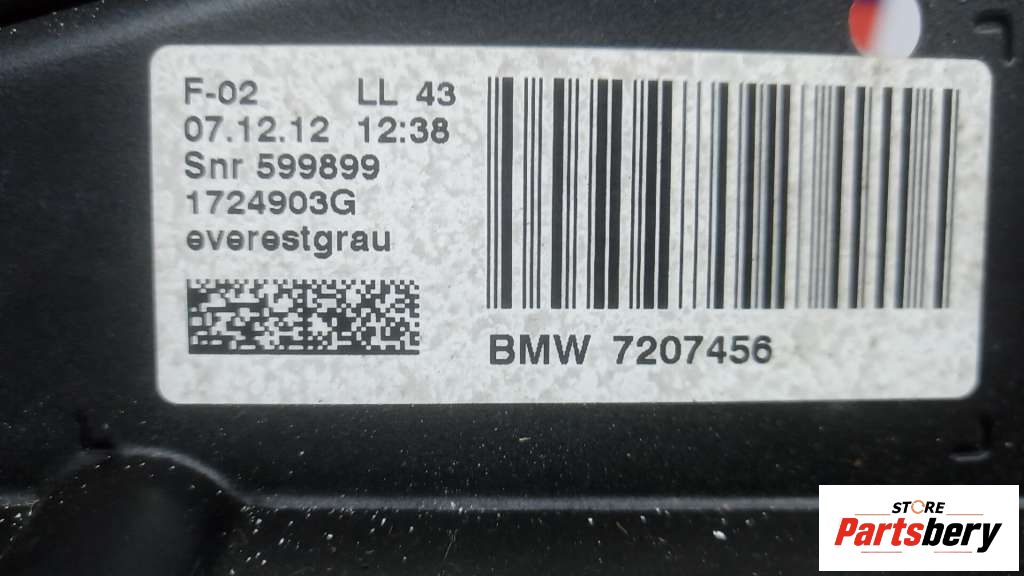 F-02 LL 43
07.12.12 12:38
Snr 599899
1724903G
everestgrau
BMW 7207456
STORE
Partsbery